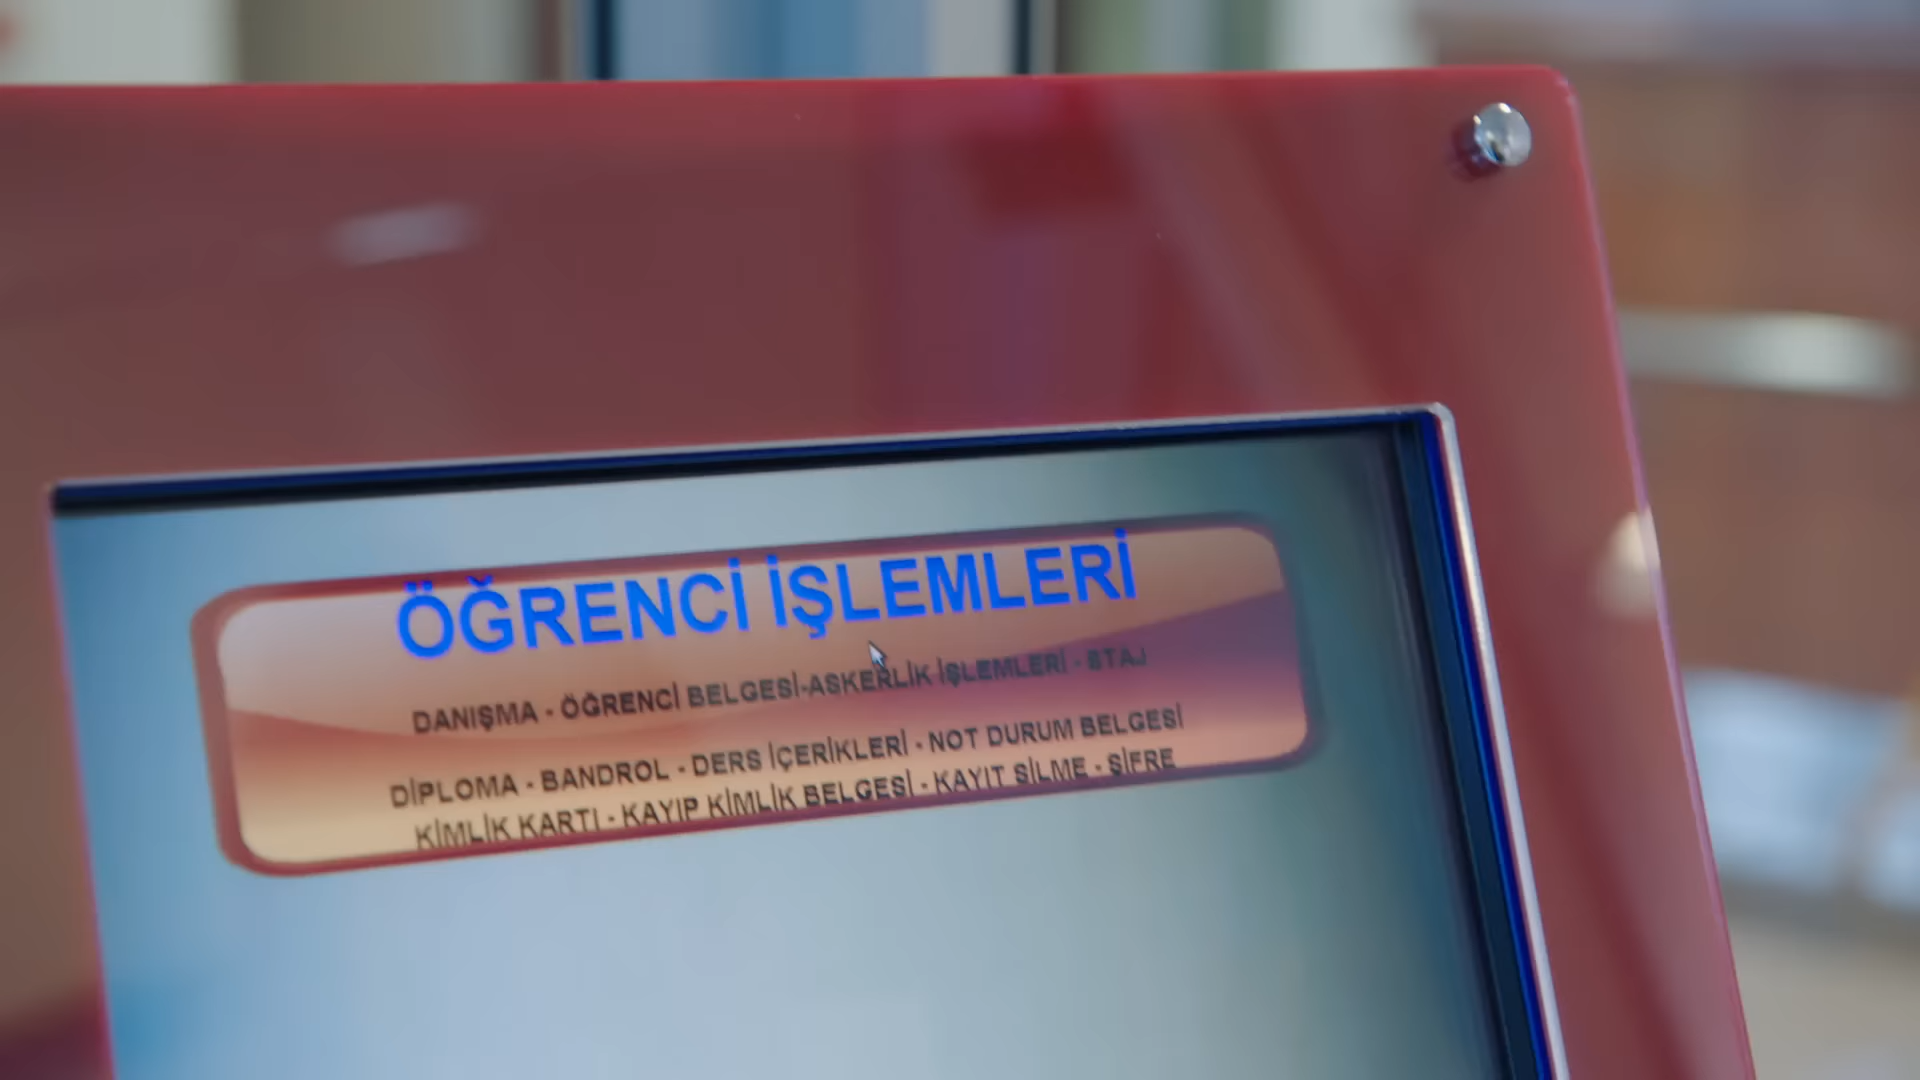 ÖĞRENCİ İŞLEMLERİ
DANIŞMA - ÖĞRENCİ BELGESİ-ASKERLİK İŞLEMLERİ - STAJ
DİPLOMA - BANDROL - DERS İÇERİKLERİ - NOT DURUM BELGESİ
KİMLİK KARTI - KAYIP KİMLİK BELGESİ - KAYIT SİLME - ŞİFRE